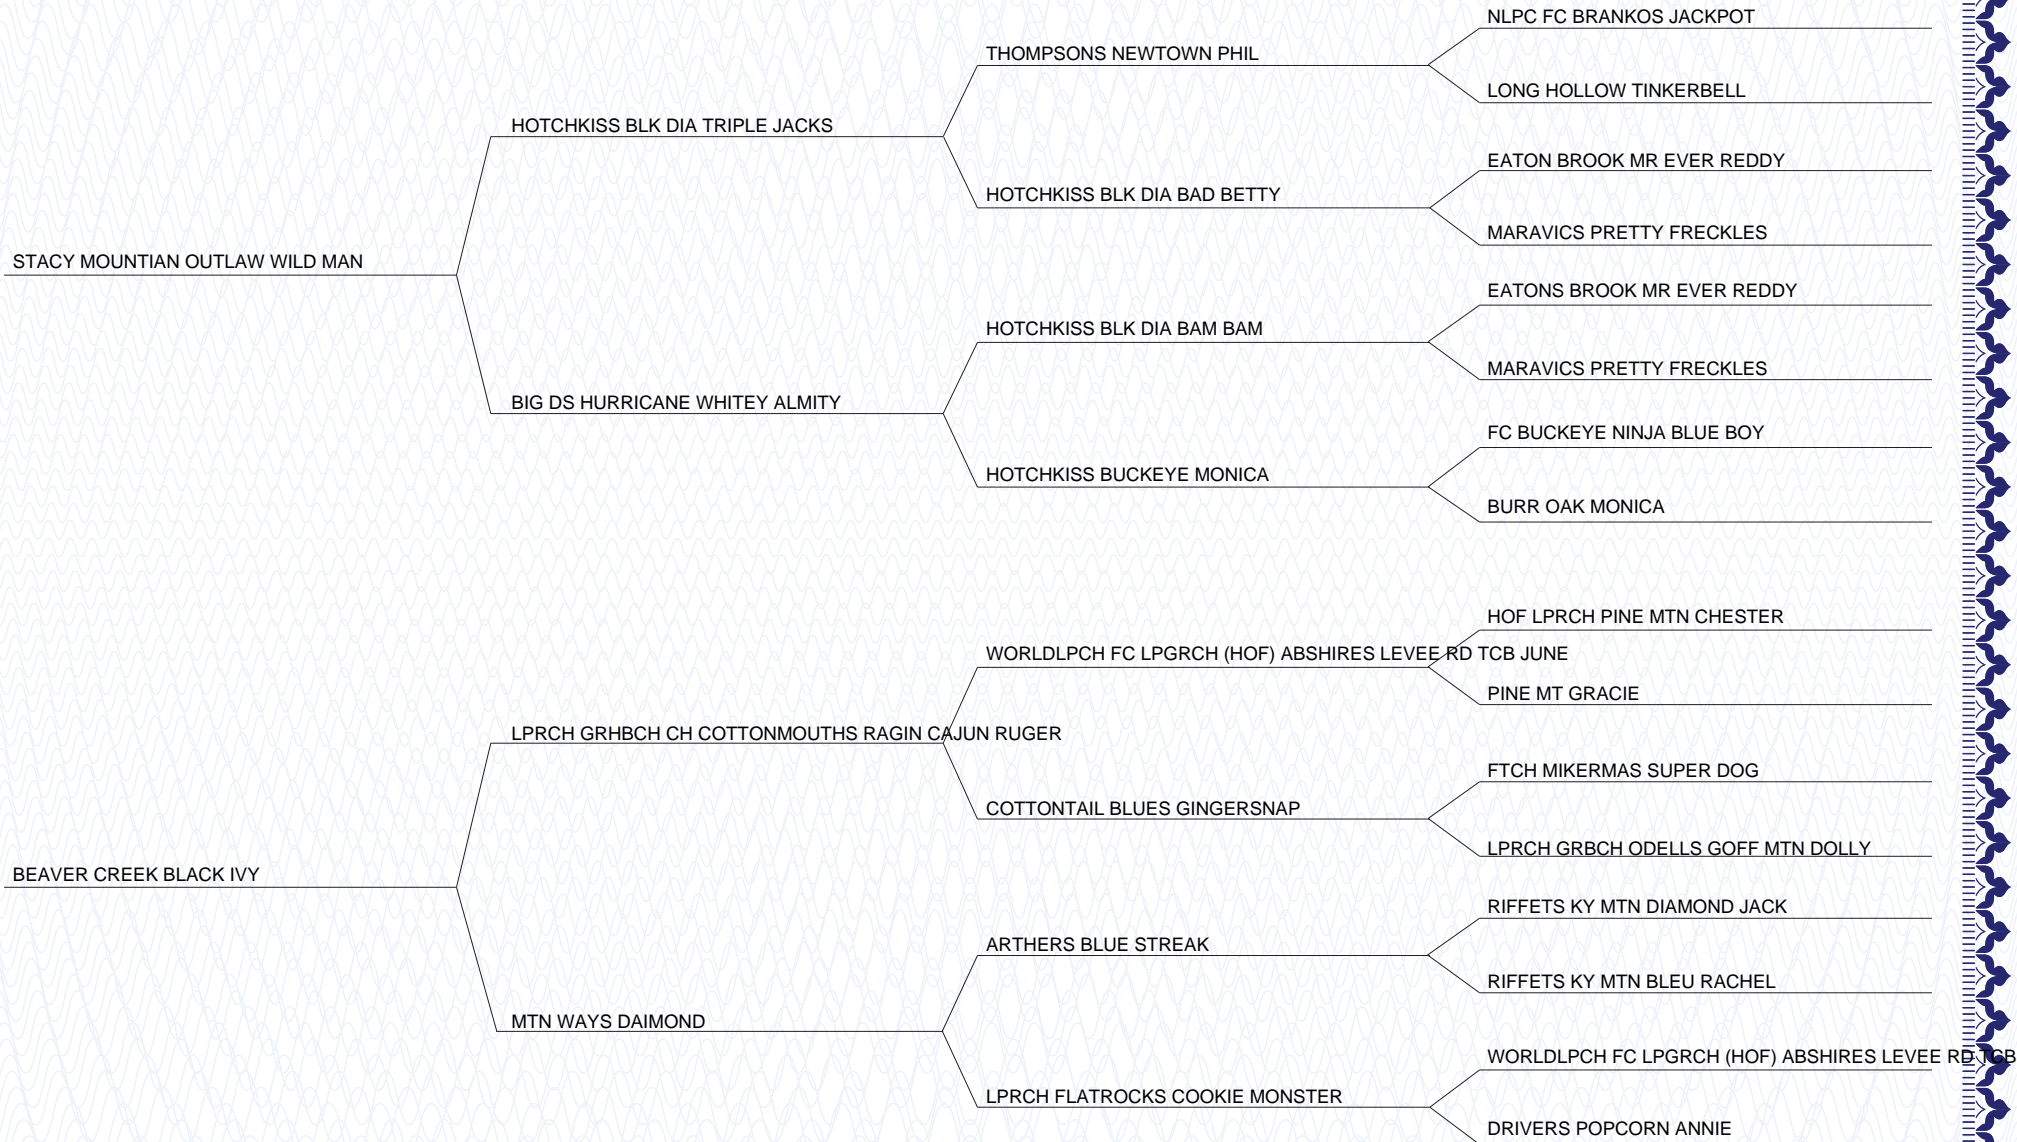 NLPC FC BRANKOS JACKPOT
THOMPSONS NEWTOWN PHIL
LONG HOLLOW TINKERBELL
HOTCHKISS BLK DIA TRIPLE JACKS
EATON BROOK MR EVER REDDY
HOTCHKISS BLK DIA BAD BETTY
MARAVICS PRETTY FRECKLES
STACY MOUNTIAN OUTLAW WILD MAN
EATONS BROOK MR EVER REDDY
HOTCHKISS BLK DIA BAM BAM
MARAVICS PRETTY FRECKLES
BIG DS HURRICANE WHITEY ALMITY
FC BUCKEYE NINJA BLUE BOY
HOTCHKISS BUCKEYE MONICA
BURR OAK MONICA
HOF LPRCH PINE MTN CHESTER
WORLDLPCH FC LPGRCH (HOF) ABSHIRES LEVEE RD TCB JUNE
PINE MT GRACIE
LPRCH GRHBCH CH COTTONMOUTHS RAGIN CAJUN RUGER
FTCH MIKERMAS SUPER DOG
COTTONTAIL BLUES GINGERSNAP
LPRCH GRBCH ODELLS GOFF MTN DOLLY
BEAVER CREEK BLACK IVY
RIFFETS KY MTN DIAMOND JACK
ARTHERS BLUE STREAK
RIFFETS KY MTN BLEU RACHEL
MTN WAYS DAIMOND
WORLDLPCH FC LPGRCH (HOF) ABSHIRES LEVEE RD TCB
LPRCH FLATROCKS COOKIE MONSTER
DRIVERS POPCORN ANNIE